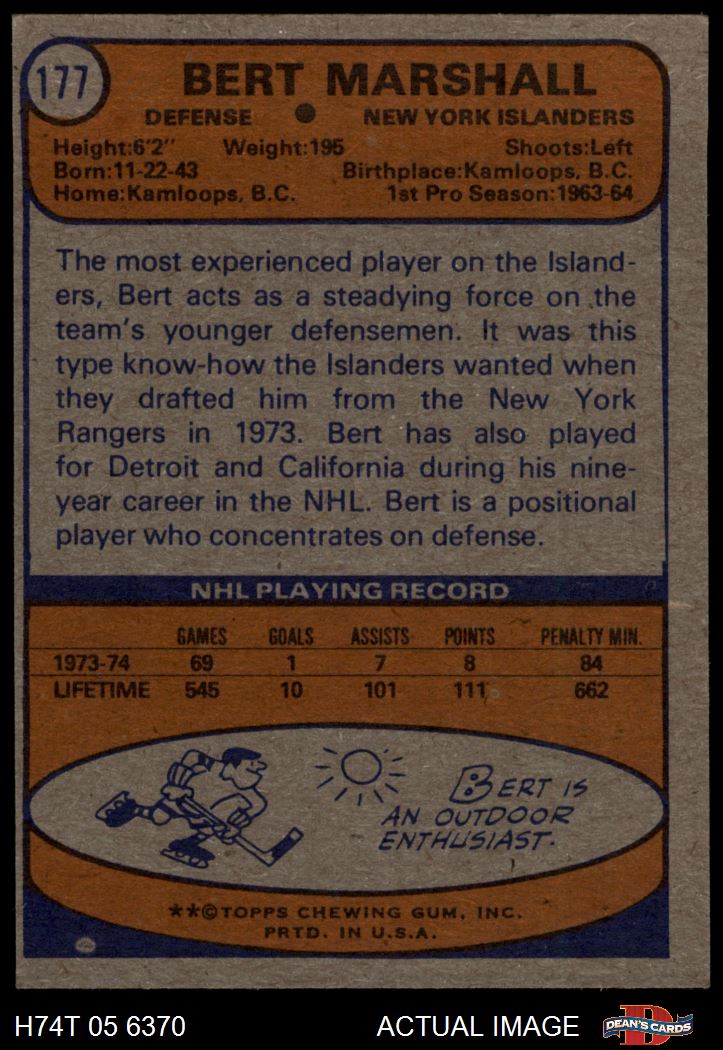 177
BERT MARSHALL
DEFENSE ● NEW YORK ISLANDERS
Height:6'2" Weight:195 Shoots:Left
Born:11-22-43 Birthplace:Kamloops, B.C.
Home:Kamloops, B.C. 1st Pro Season:1963-64
The most experienced player on the Island-
ers, Bert acts as a steadying force on the
team's younger defensemen. It was this
type know-how the Islanders wanted when
they drafted him from the New York
Rangers in 1973. Bert has also played
for Detroit and California during his nine-
year career in the NHL. Bert is a positional
player who concentrates on defense.
NHL PLAYING RECORD
GAMES GOALS ASSISTS POINTS PENALTY MIN.
1973-74 69 1 7 8 84
LIFETIME 545 10 101 111 662
BERT IS
AN OUTDOOR
ENTHUSIAST.
**©TOPPS CHEWING GUM, INC.
PRTD. IN U.S.A.
H74T 05 6370 ACTUAL IMAGE
D
DEAN'S CARDS